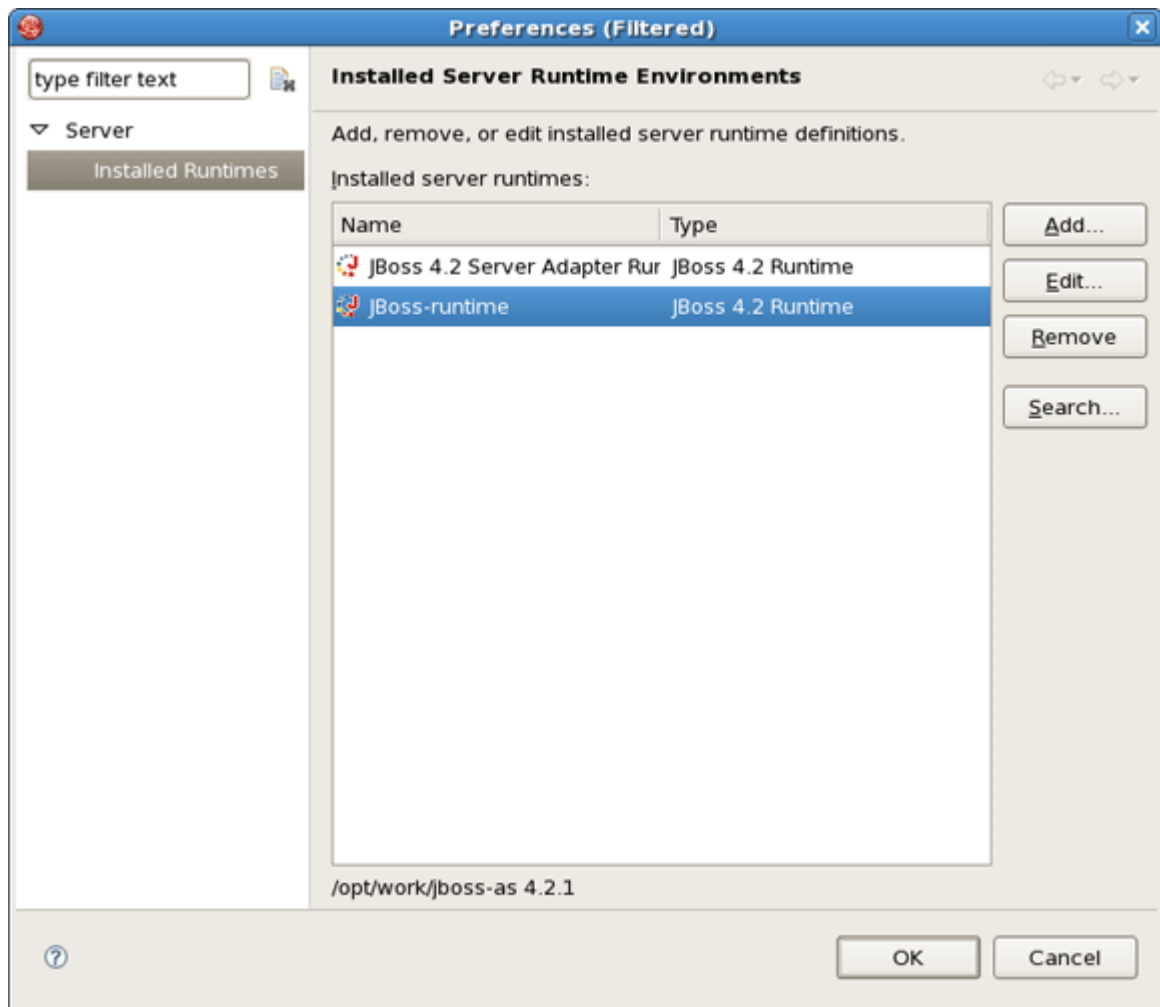 Preferences (Filtered)
type filter text
Server
Installed Runtimes
Installed Server Runtime Environments
Add, remove, or edit installed server runtime definitions.
Installed server runtimes:
Name Type
JBoss 4.2 Server Adapter Rur JBoss 4.2 Runtime
JBoss-runtime JBoss 4.2 Runtime
Add...
Edit...
Remove
Search...
/opt/work/jboss-as 4.2.1
OK Cancel